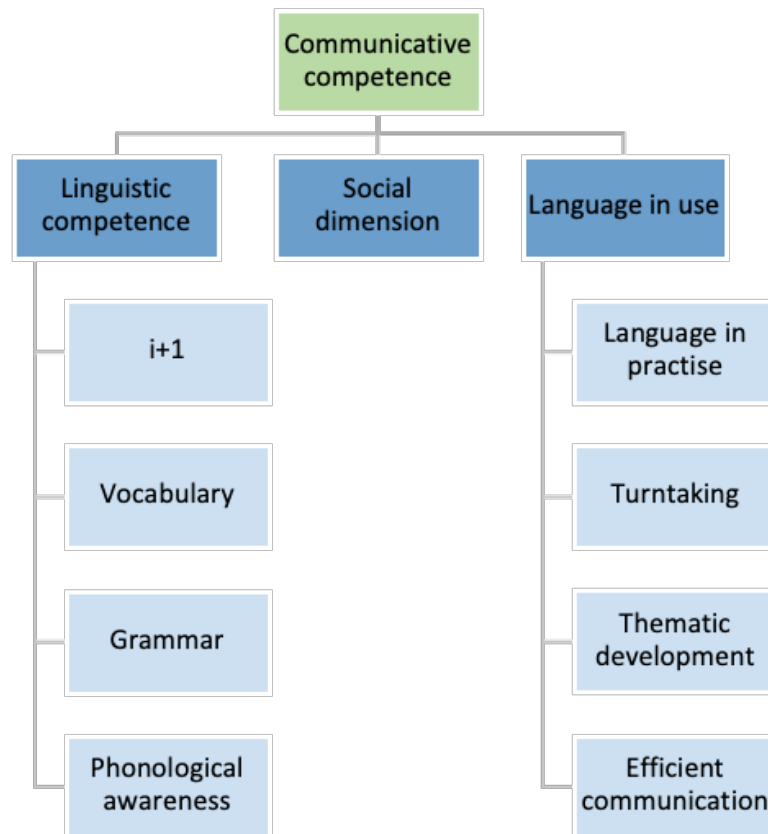 Communicative
competence
Linguistic
competence
Social
dimension
Language in use
i+1
Vocabulary
Grammar
Phonological
awareness
Language in
practise
Turntaking
Thematic
development
Efficient
communication